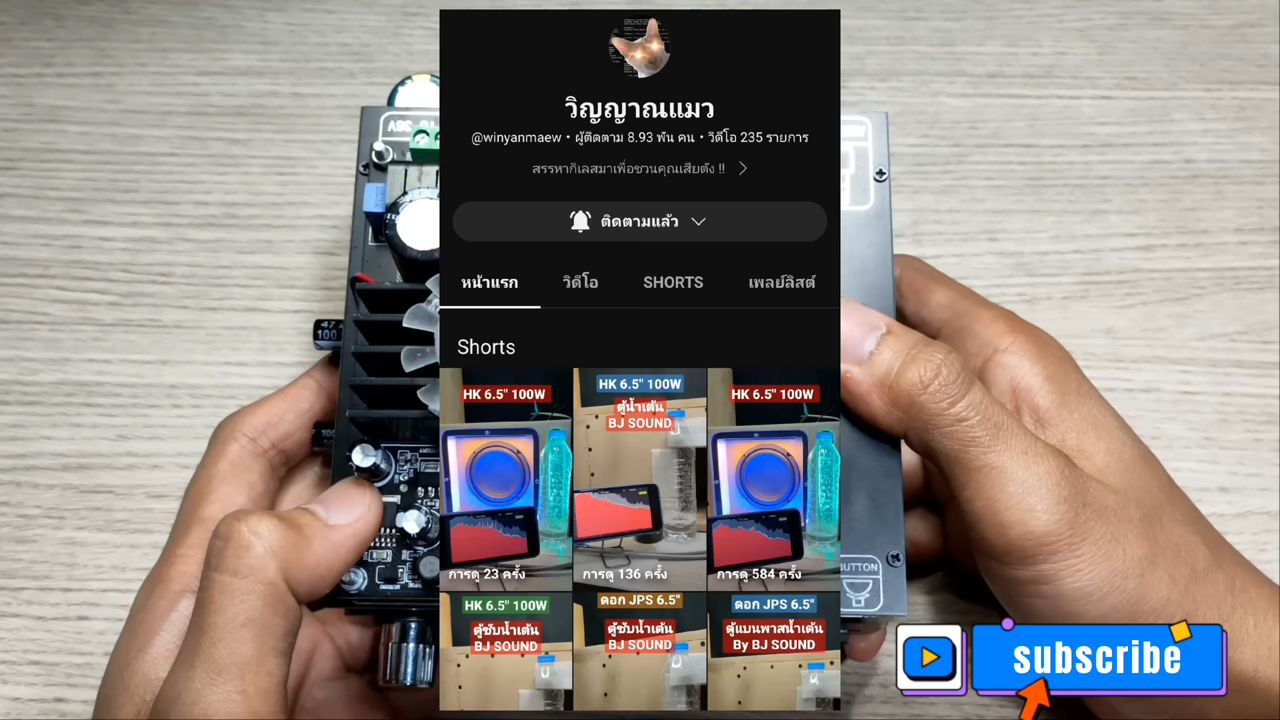 วิญญาณแมว
@winyanmaew • ผู้ติดตาม 8.93 พัน คน • วิดีโอ 235 รายการ
สรรหากิเลสมาเพื่อชวนคุณเสียตัง !!
ติดตามแล้ว
หน้าแรก วิดีโอ SHORTS เพลย์ลิสต์
Shorts
HK 6.5" 100W
การดู 23 ครั้ง
HK 6.5" 100W
ตู้น้ำเต้น
BJ SOUND
การดู 136 ครั้ง
HK 6.5" 100W
การดู 584 ครั้ง
HK 6.5" 100W
ตู้ซับน้ำเต้น
BJ SOUND
ดอก JPS 6.5"
ตู้ซับน้ำเต้น
BJ SOUND
ดอก JPS 6.5"
ตู้แบนพาสน้ำเต้น
By BJ SOUND
47
100
100
BUTTON
subscribe